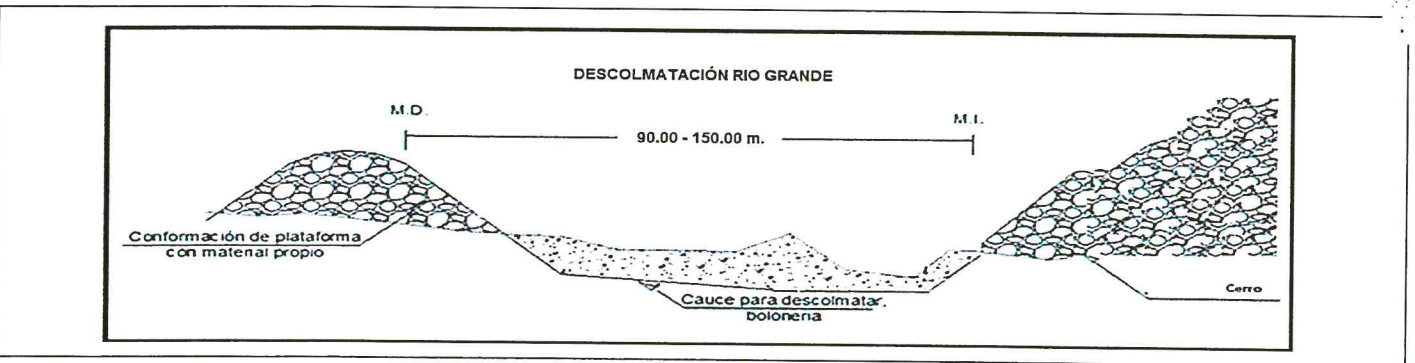 DESCOLMATACIÓN RIO GRANDE
M.D.
M.I.
90.00 - 150.00 m.
Conformación de plataforma
con material propio
Cauce para descolmatar,
boloneria
Cerro